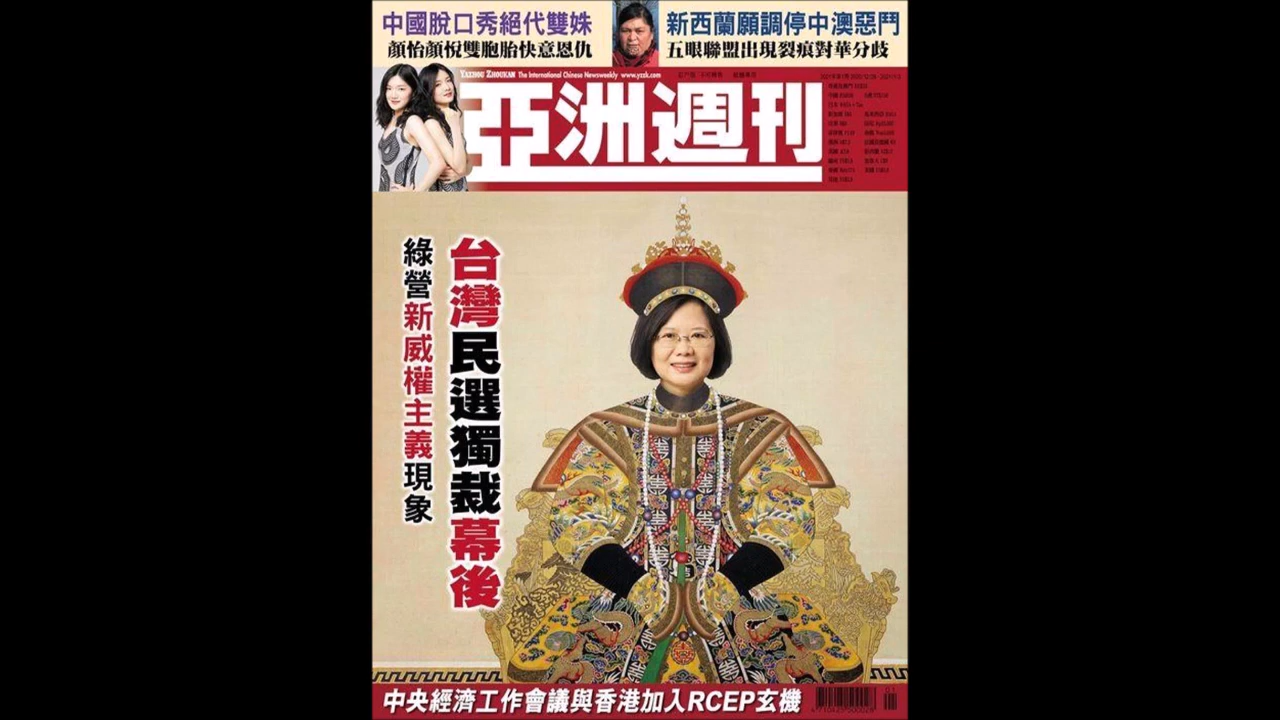 中國脫口秀絕代雙姝
顏怡顏悅雙胞胎快意恩仇
新西蘭願調停中澳惡鬥
五眼聯盟出現裂痕對華分歧
YAZHOU ZHOUKAN The International Chinese Newsweekly www.yzzk.com
亞洲週刊
台灣民選獨裁幕後
綠營新威權主義現象
中央經濟工作會議與香港加入RCEP玄機